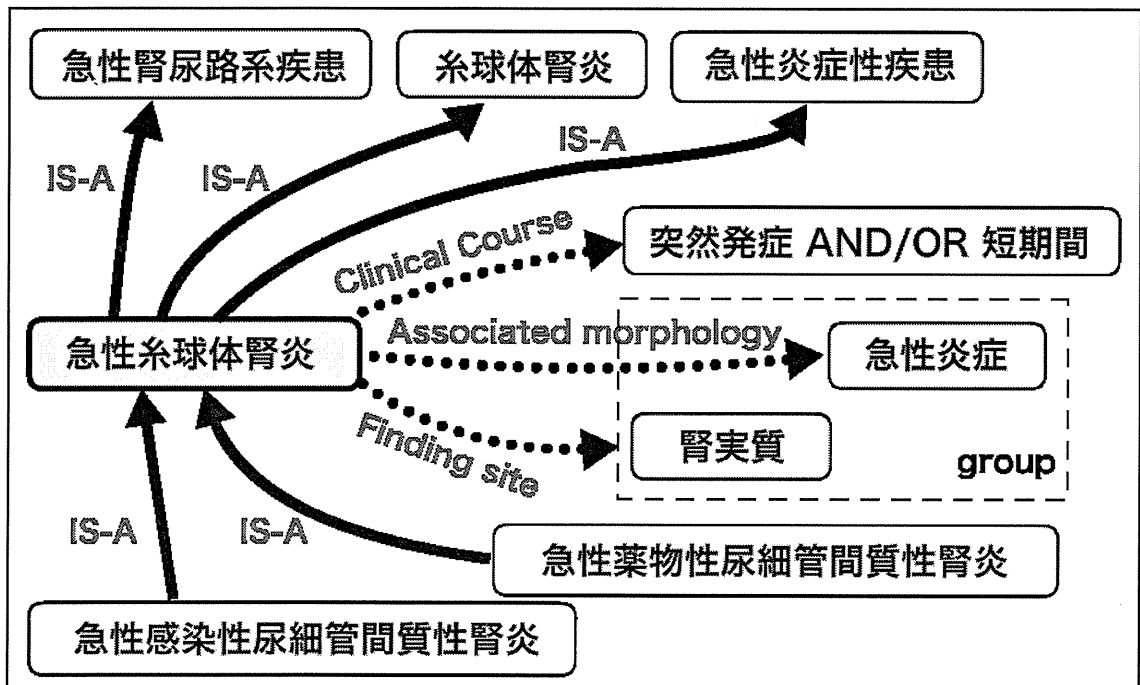 急性腎尿路系疾患
糸球体腎炎
急性炎症性疾患
IS-A
IS-A
IS-A
Clinical Course
突然発症 AND/OR 短期間
急性糸球体腎炎
Associated morphology
急性炎症
Finding site
腎実質
group
IS-A
IS-A
急性薬物性尿細管間質性腎炎
急性感染性尿細管間質性腎炎